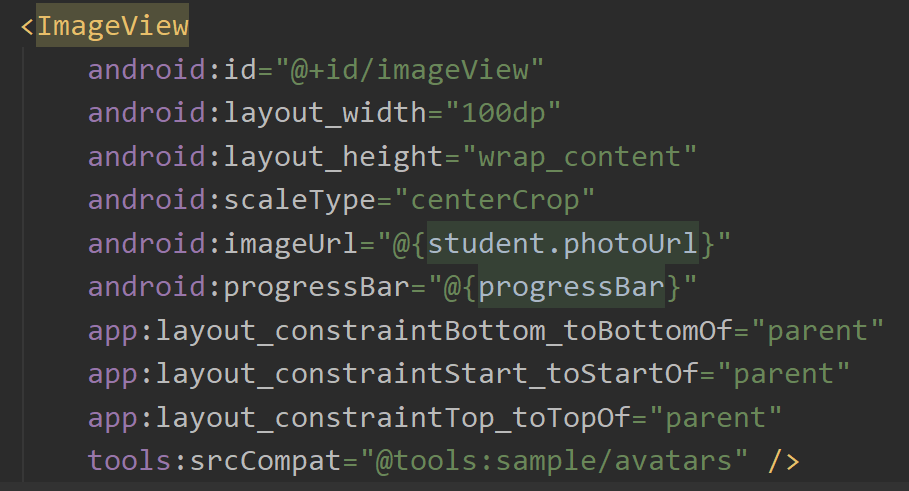 <ImageView
android:id="@+id/imageView"
android:layout_width="100dp"
android:layout_height="wrap_content"
android:scaleType="centerCrop"
android:imageUrl="@{student.photoUrl}"
android:progressBar="@{progressBar}"
app:layout_constraintBottom_toBottomOf="parent"
app:layout_constraintStart_toStartOf="parent"
app:layout_constraintTop_toTopOf="parent"
tools:srcCompat="@tools:sample/avatars" />